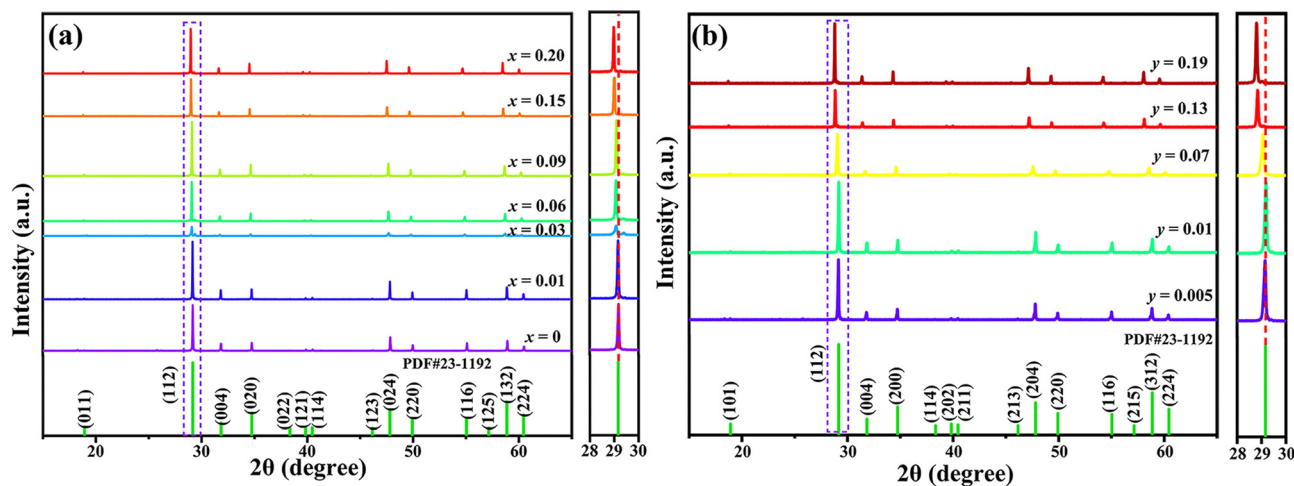 (a)
x = 0.20
x = 0.15
x = 0.09
x = 0.06
x = 0.03
x = 0.01
x = 0
PDF#23-1192
(011)
(112)
(004)
(020)
(022)
(121)
(114)
(123)
(024)
(220)
(116)
(125)
(132)
(224)
Intensity (a.u.)
20 30 40 50 60
2θ (degree)
28 29 30
(b)
y = 0.19
y = 0.13
y = 0.07
y = 0.01
y = 0.005
PDF#23-1192
(101)
(112)
(004)
(200)
(114)
(202)
(211)
(213)
(204)
(220)
(116)
(215)
(312)
(224)
Intensity (a.u.)
20 30 40 50 60
2θ (degree)
28 29 30